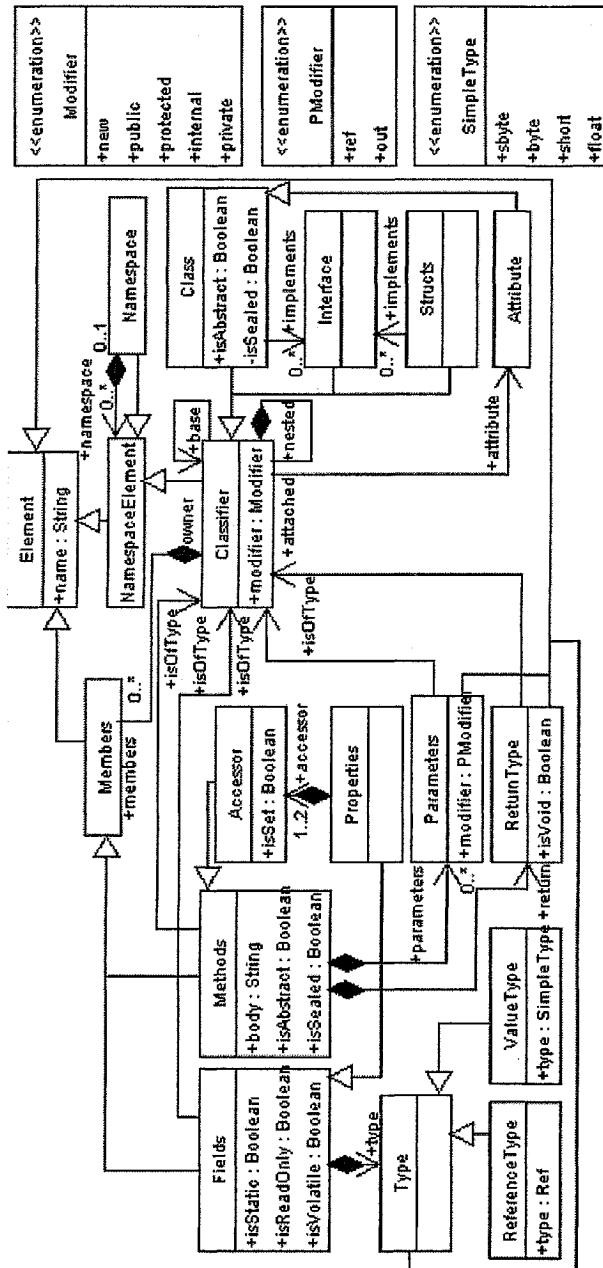 Element
+name : String
Members
+members
0..*
NamespaceElement
+namespace
0..*
0..1
Namespace
<<enumeration>>
Modifier
+new
+public
+protected
+internal
+private
<<enumeration>>
PModifier
+ref
+out
<<enumeration>>
SimpleType
+sbyte
+byte
+short
+float
+owner
+base
Classifier
+modifier : Modifier
+nested
+attached
+attribute
Class
+isAbstract : Boolean
-isSealed : Boolean
+implements
0..*
Interface
+implements
0..*
Structs
Attribute
+isOfType
+isOfType
+isOfType
+isOfType
Fields
+isStatic : Boolean
+isReadOnly : Boolean
+isVolatile : Boolean
+type
Methods
+body : String
+isAbstract : Boolean
+isSealed : Boolean
Accessor
+isSet : Boolean
1..2
+accessor
Properties
+parameters
0..*
Parameters
+modifier : PModifier
+return
ReturnType
+isVoid : Boolean
Type
ReferenceType
+type : Ref
ValueType
+type : SimpleType